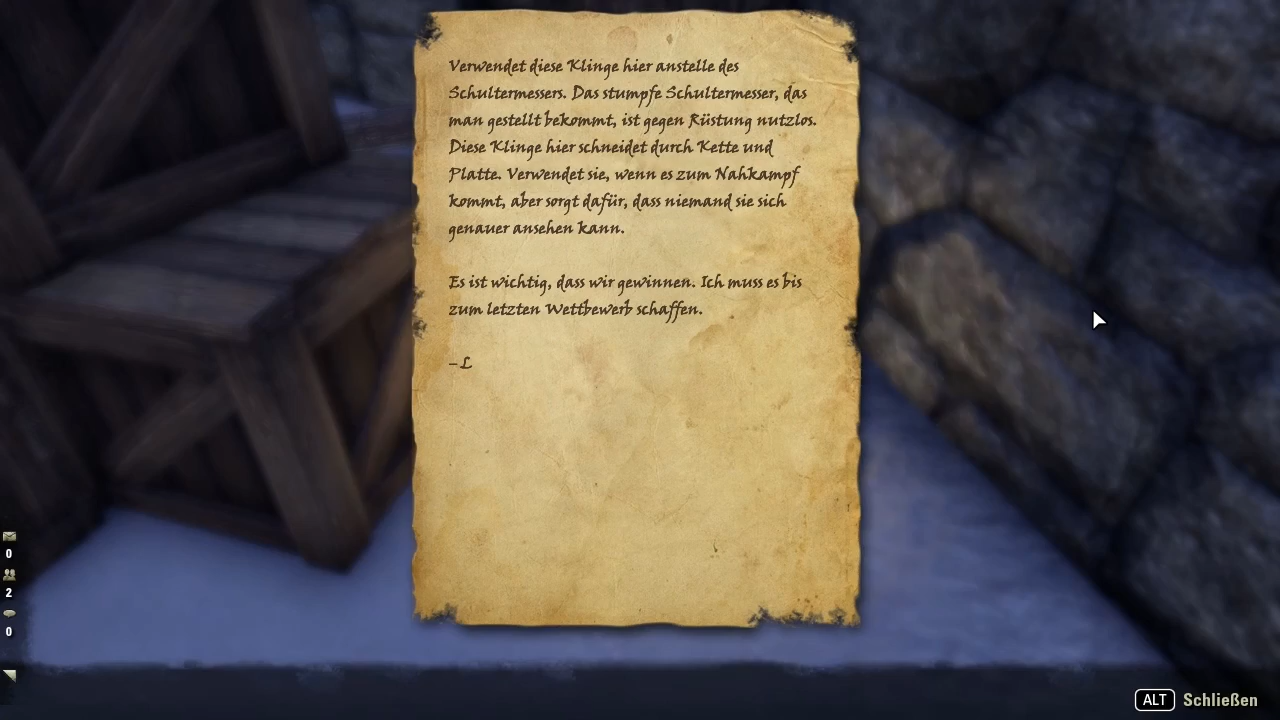 Verwendet diese Klinge hier anstelle des
Schultermessers. Das stumpfe Schultermesser, das
man gestellt bekommt, ist gegen Rüstung nutzlos.
Diese Klinge hier schneidet durch Kette und
Platte. Verwendet sie, wenn es zum Nahkampf
kommt, aber sorgt dafür, dass niemand sie sich
genauer ansehen kann.
Es ist wichtig, dass wir gewinnen. Ich muss es bis
zum letzten Wettbewerb schaffen.
–L
0
2
0
ALT Schließen